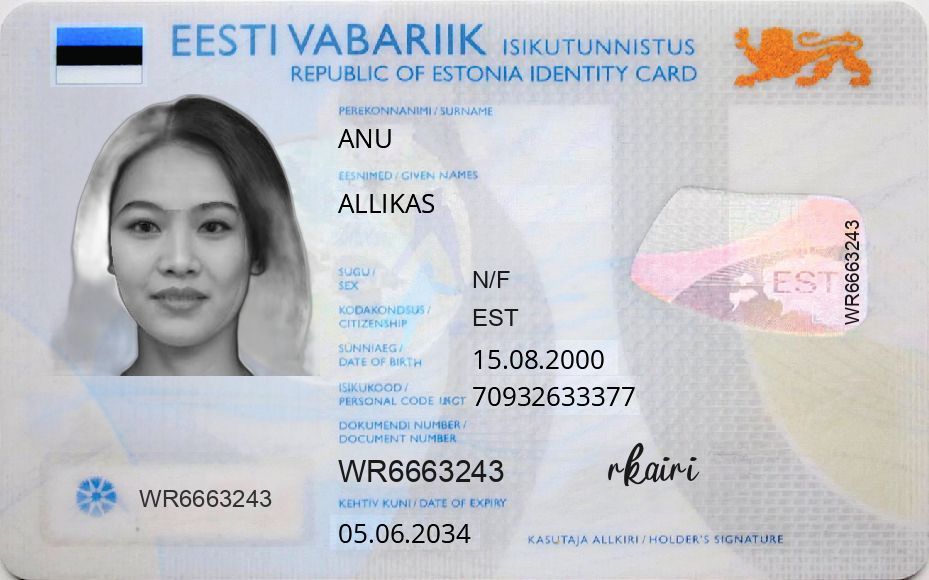 EESTI VABARIIK ISIKUTUNNISTUS
REPUBLIC OF ESTONIA IDENTITY CARD
PEREKONNANIMI / SURNAME
ANU
EESNIMED / GIVEN NAMES
ALLIKAS
SUGU /
SEX
N/F
KODAKONDSUS /
CITIZENSHIP
EST
SÜNNIAEG /
DATE OF BIRTH
15.08.2000
ISIKUKOOD /
PERSONAL CODE
70932633377
DOKUMENDI NUMBER /
DOCUMENT NUMBER
WR6663243
KEHTIV KUNI / DATE OF EXPIRY
05.06.2034
WR6663243
EST
WR6663243
rkairi
KASUTAJA ALLKIRI / HOLDER'S SIGNATURE